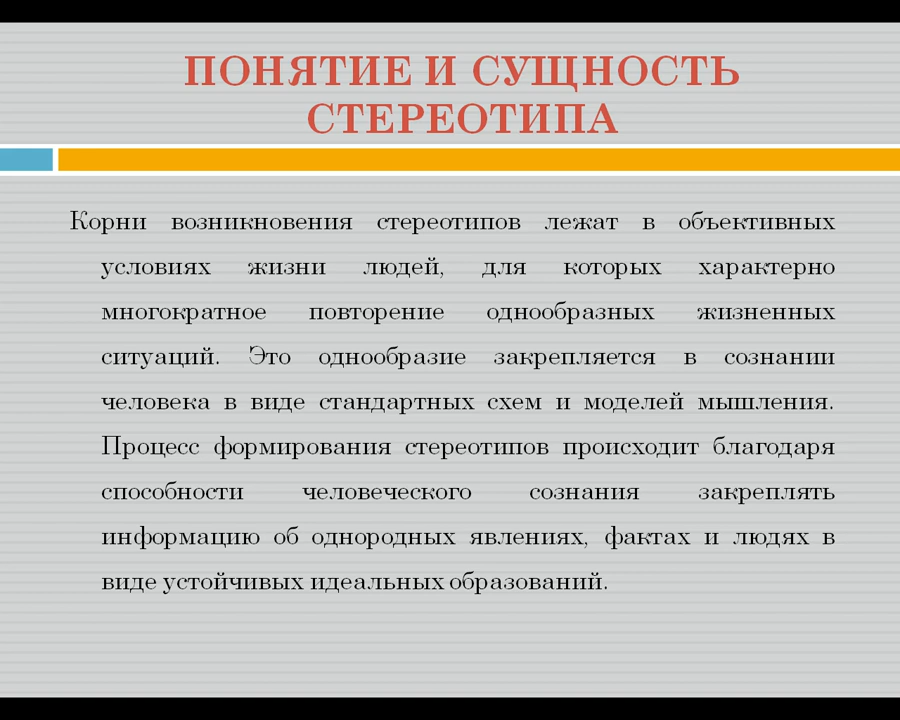 ПОНЯТИЕ И СУЩНОСТЬ
СТЕРЕОТИПА
Корни возникновения стереотипов лежат в объективных
условиях жизни людей, для которых характерно
многократное повторение однообразных жизненных
ситуаций. Это однообразие закрепляется в сознании
человека в виде стандартных схем и моделей мышления.
Процесс формирования стереотипов происходит благодаря
способности человеческого сознания закреплять
информацию об однородных явлениях, фактах и людях в
виде устойчивых идеальных образований.